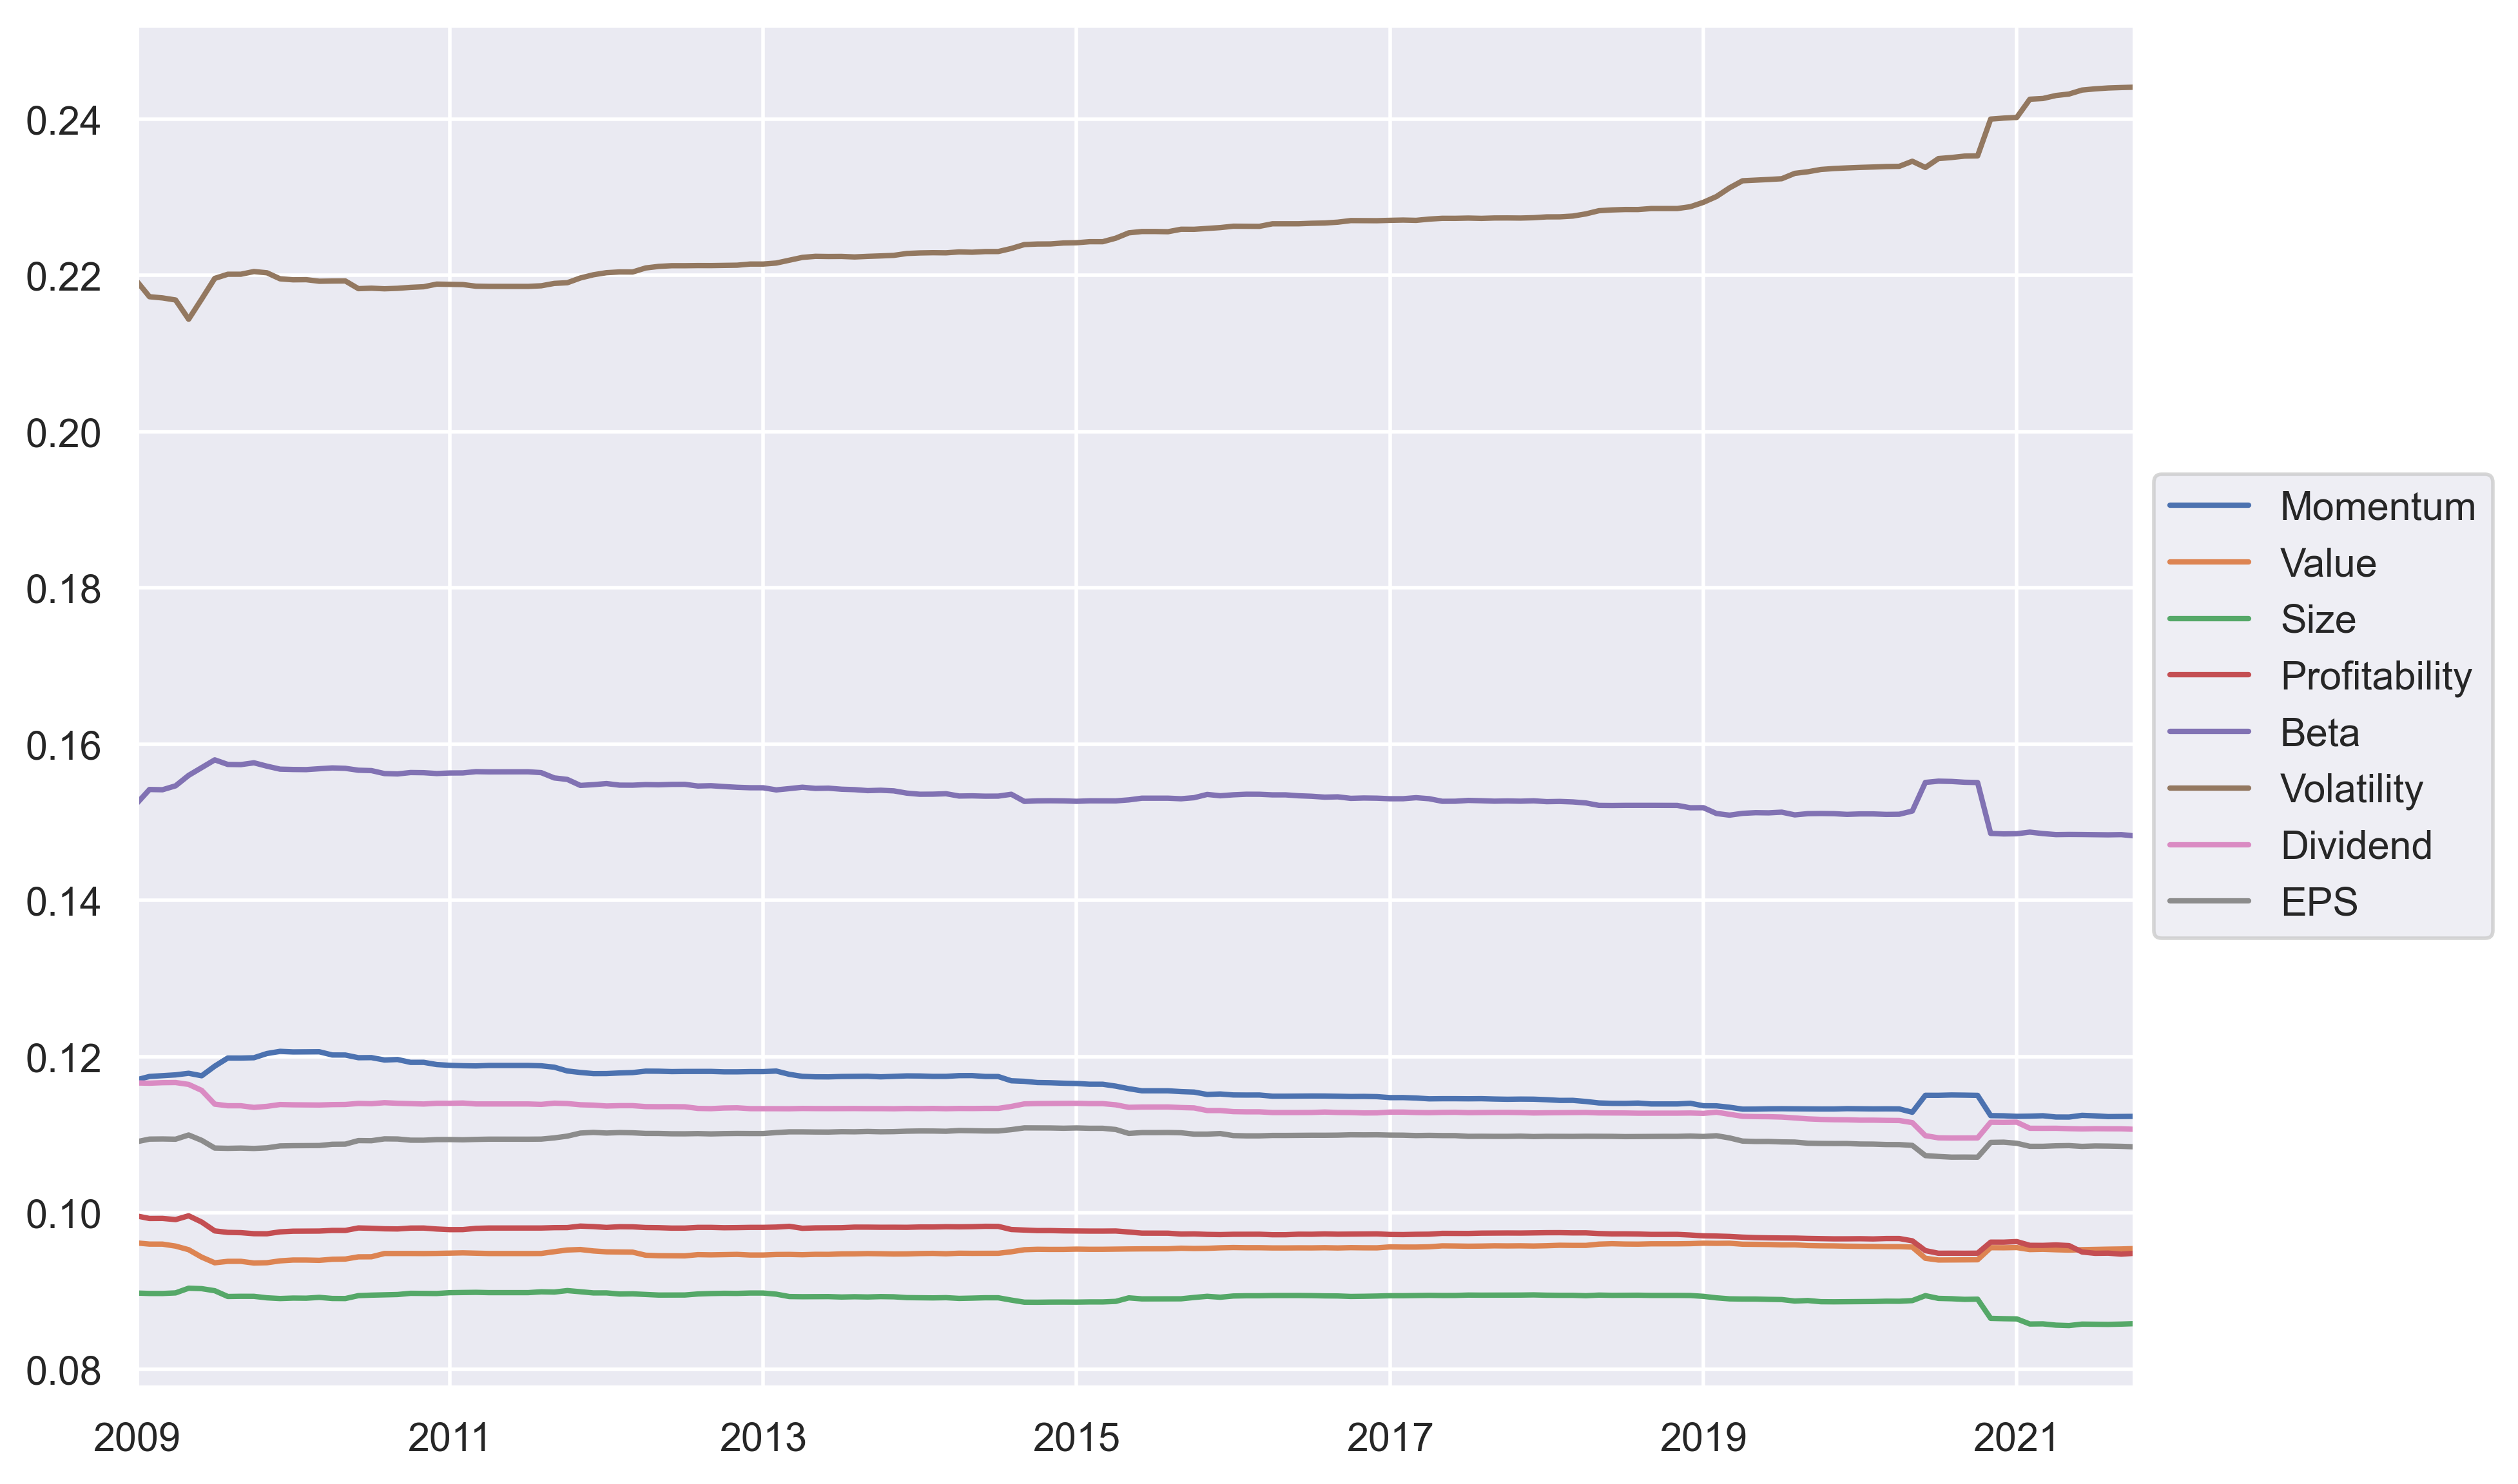 0.24
0.22
0.20
0.18
0.16
0.14
0.12
0.10
0.08
2009 2011 2013 2015 2017 2019 2021
Momentum
Value
Size
Profitability
Beta
Volatility
Dividend
EPS